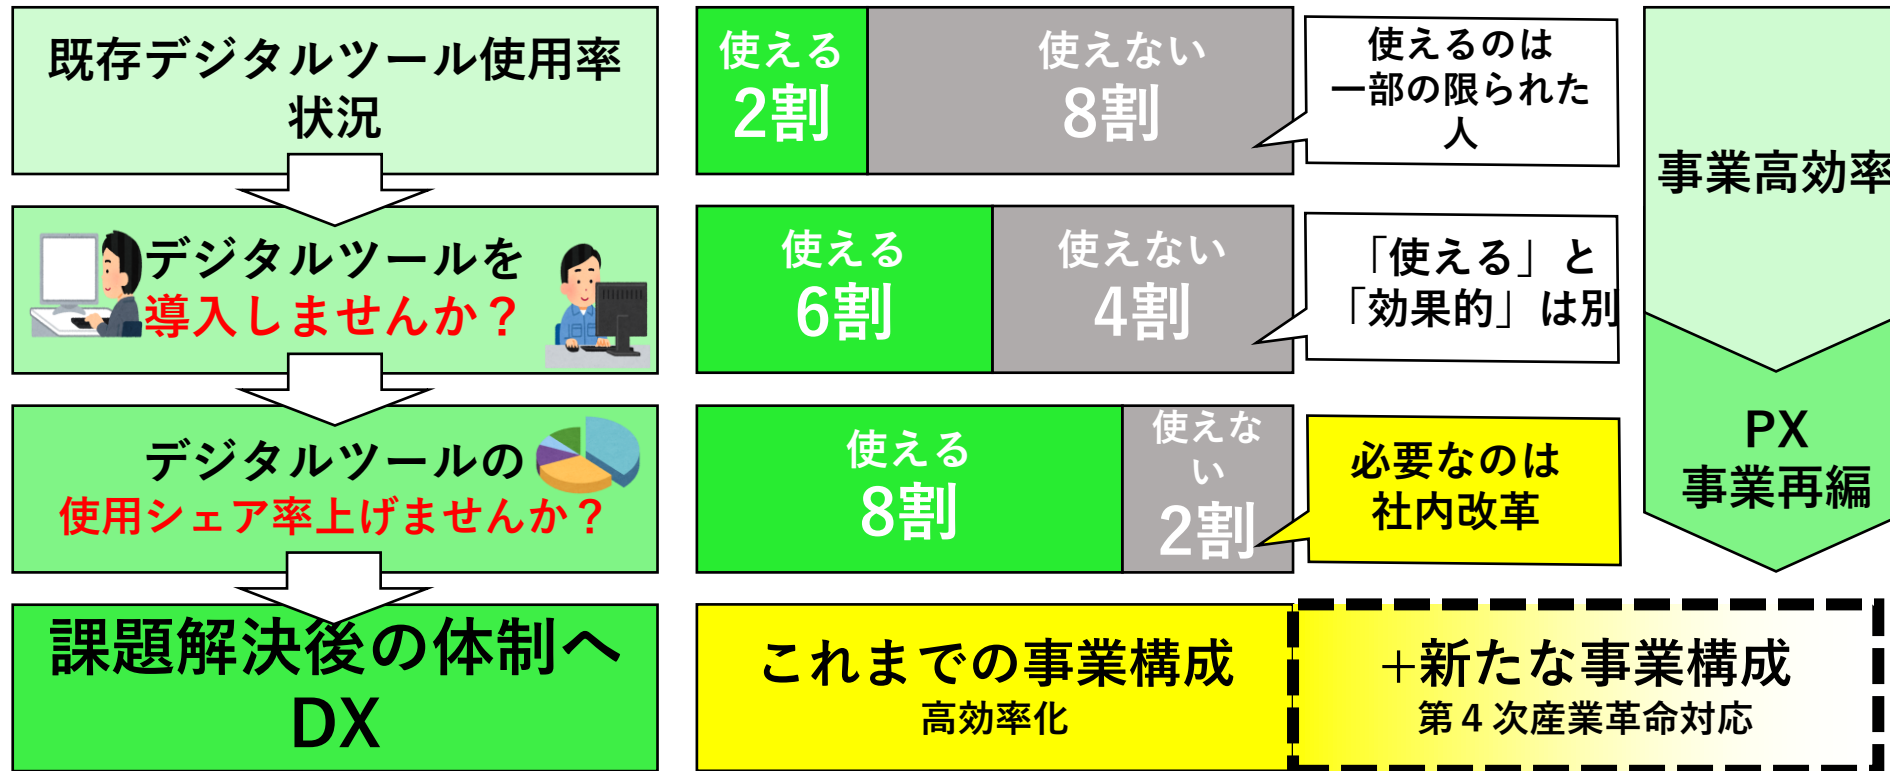 既存デジタルツール使用率
状況
使える
2割
使えない
8割
使えるのは
一部の限られた
人
事業高効率
デジタルツールを
導入しませんか？
使える
6割
使えない
4割
「使える」と
「効果的」は別
デジタルツールの
使用シェア率上げませんか？
使える
8割
使えな
い
2割
必要なのは
社内改革
PX
事業再編
課題解決後の体制へ
DX
これまでの事業構成
高効率化
+新たな事業構成
第４次産業革命対応